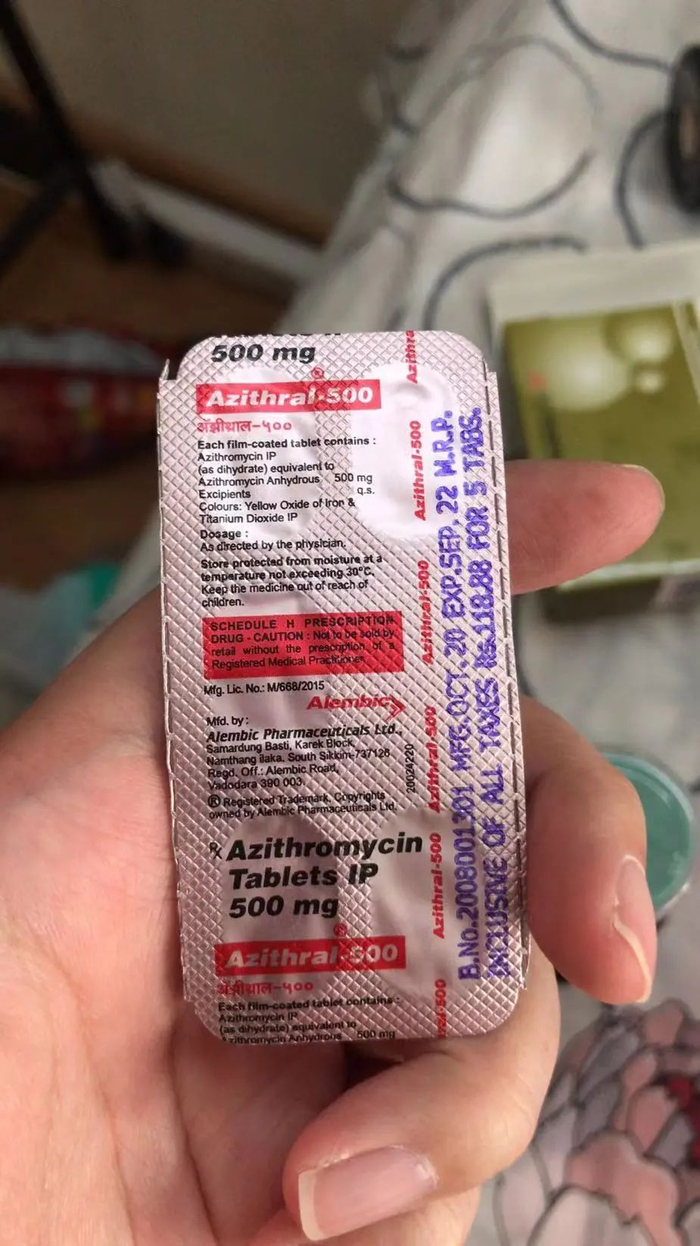 500 mg
Azithral-500
अ‍ॅझीथ्राल-५००
Each film-coated tablet contains :
Azithromycin IP
(as dihydrate) equivalent to
Azithromycin Anhydrous 500 mg
Excipients q.s.
Colours: Yellow Oxide of Iron &
Titanium Dioxide IP
Dosage :
As directed by the physician.
Store protected from moisture at a
temperature not exceeding 30°C.
Keep the medicine out of reach of
children.
SCHEDULE H PRESCRIPTION
DRUG - CAUTION : Not to be sold by
retail without the prescription of a
Registered Medical Practitioner
Mfg. Lic. No.: M/668/2015
Alembic
Mfd. by :
Alembic Pharmaceuticals Ltd.,
Samardung Basti, Karek Block,
Namthang Ilaka, South Sikkim-737126
Regd. Off.: Alembic Road,
Vadodara 390 003
® Registered Trademark, Copyrights
owned by Alembic Pharmaceuticals Ltd.
20024220
℞ Azithromycin
Tablets IP
500 mg
Azithral-500
अ‍ॅझीथ्राल-५००
Each film-coated tablet contains :
Azithromycin IP
(as dihydrate) equivalent to
Azithromycin Anhydrous 500 mg
Azithra
Azithral-500
Azithral-500
Azithral-500
Azithral-500
ral-500
B.No.2008001301 MFG.OCT.20 EXP.SEP.22 M.R.P.
INCLUSIVE OF ALL TAXES Rs.118.88 FOR 5 TABS.